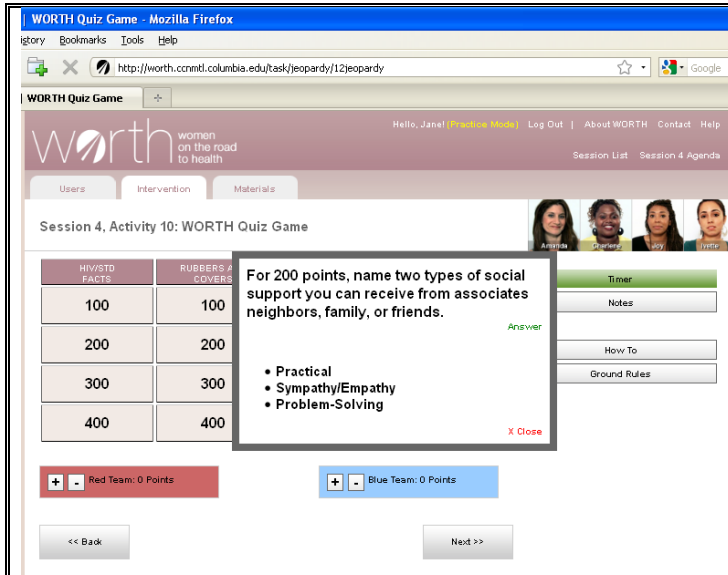 WORTH Quiz Game - Mozilla Firefox
istory Bookmarks Tools Help
http://worth.ccnmtl.columbia.edu/task/jeopardy/12jeopardy
Google
WORTH Quiz Game
Hello, Jane! (Practice Mode) Log Out | About WORTH Contact Help
worth women on the road to health
Session List Session 4 Agenda
Users Intervention Materials
Session 4, Activity 10: WORTH Quiz Game
Amanda Charlene Joy Ivette
HIV/STD FACTS
RUBBERS A
COVERS
100 100
200 200
300 300
400 400
For 200 points, name two types of social
support you can receive from associates
neighbors, family, or friends.
Answer
• Practical
• Sympathy/Empathy
• Problem-Solving
X Close
Timer
Notes
How To
Ground Rules
+ - Red Team: 0 Points
+ - Blue Team: 0 Points
<< Back
Next >>